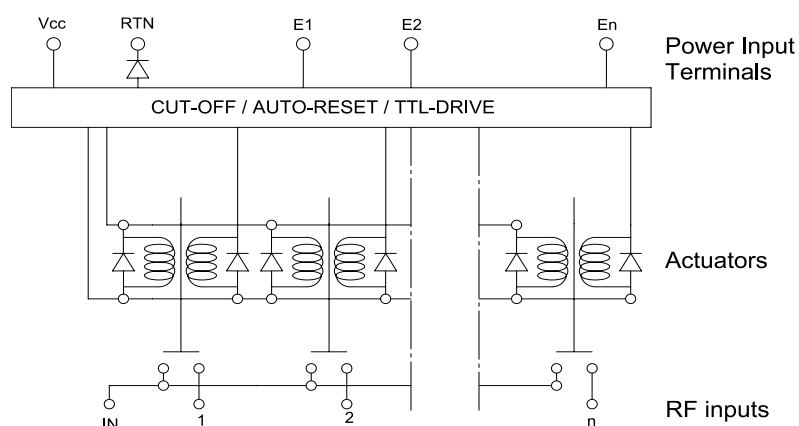 Vcc RTN E1 E2 En
Power Input
Terminals
CUT-OFF / AUTO-RESET / TTL-DRIVE
Actuators
IN 1 2 n
RF inputs